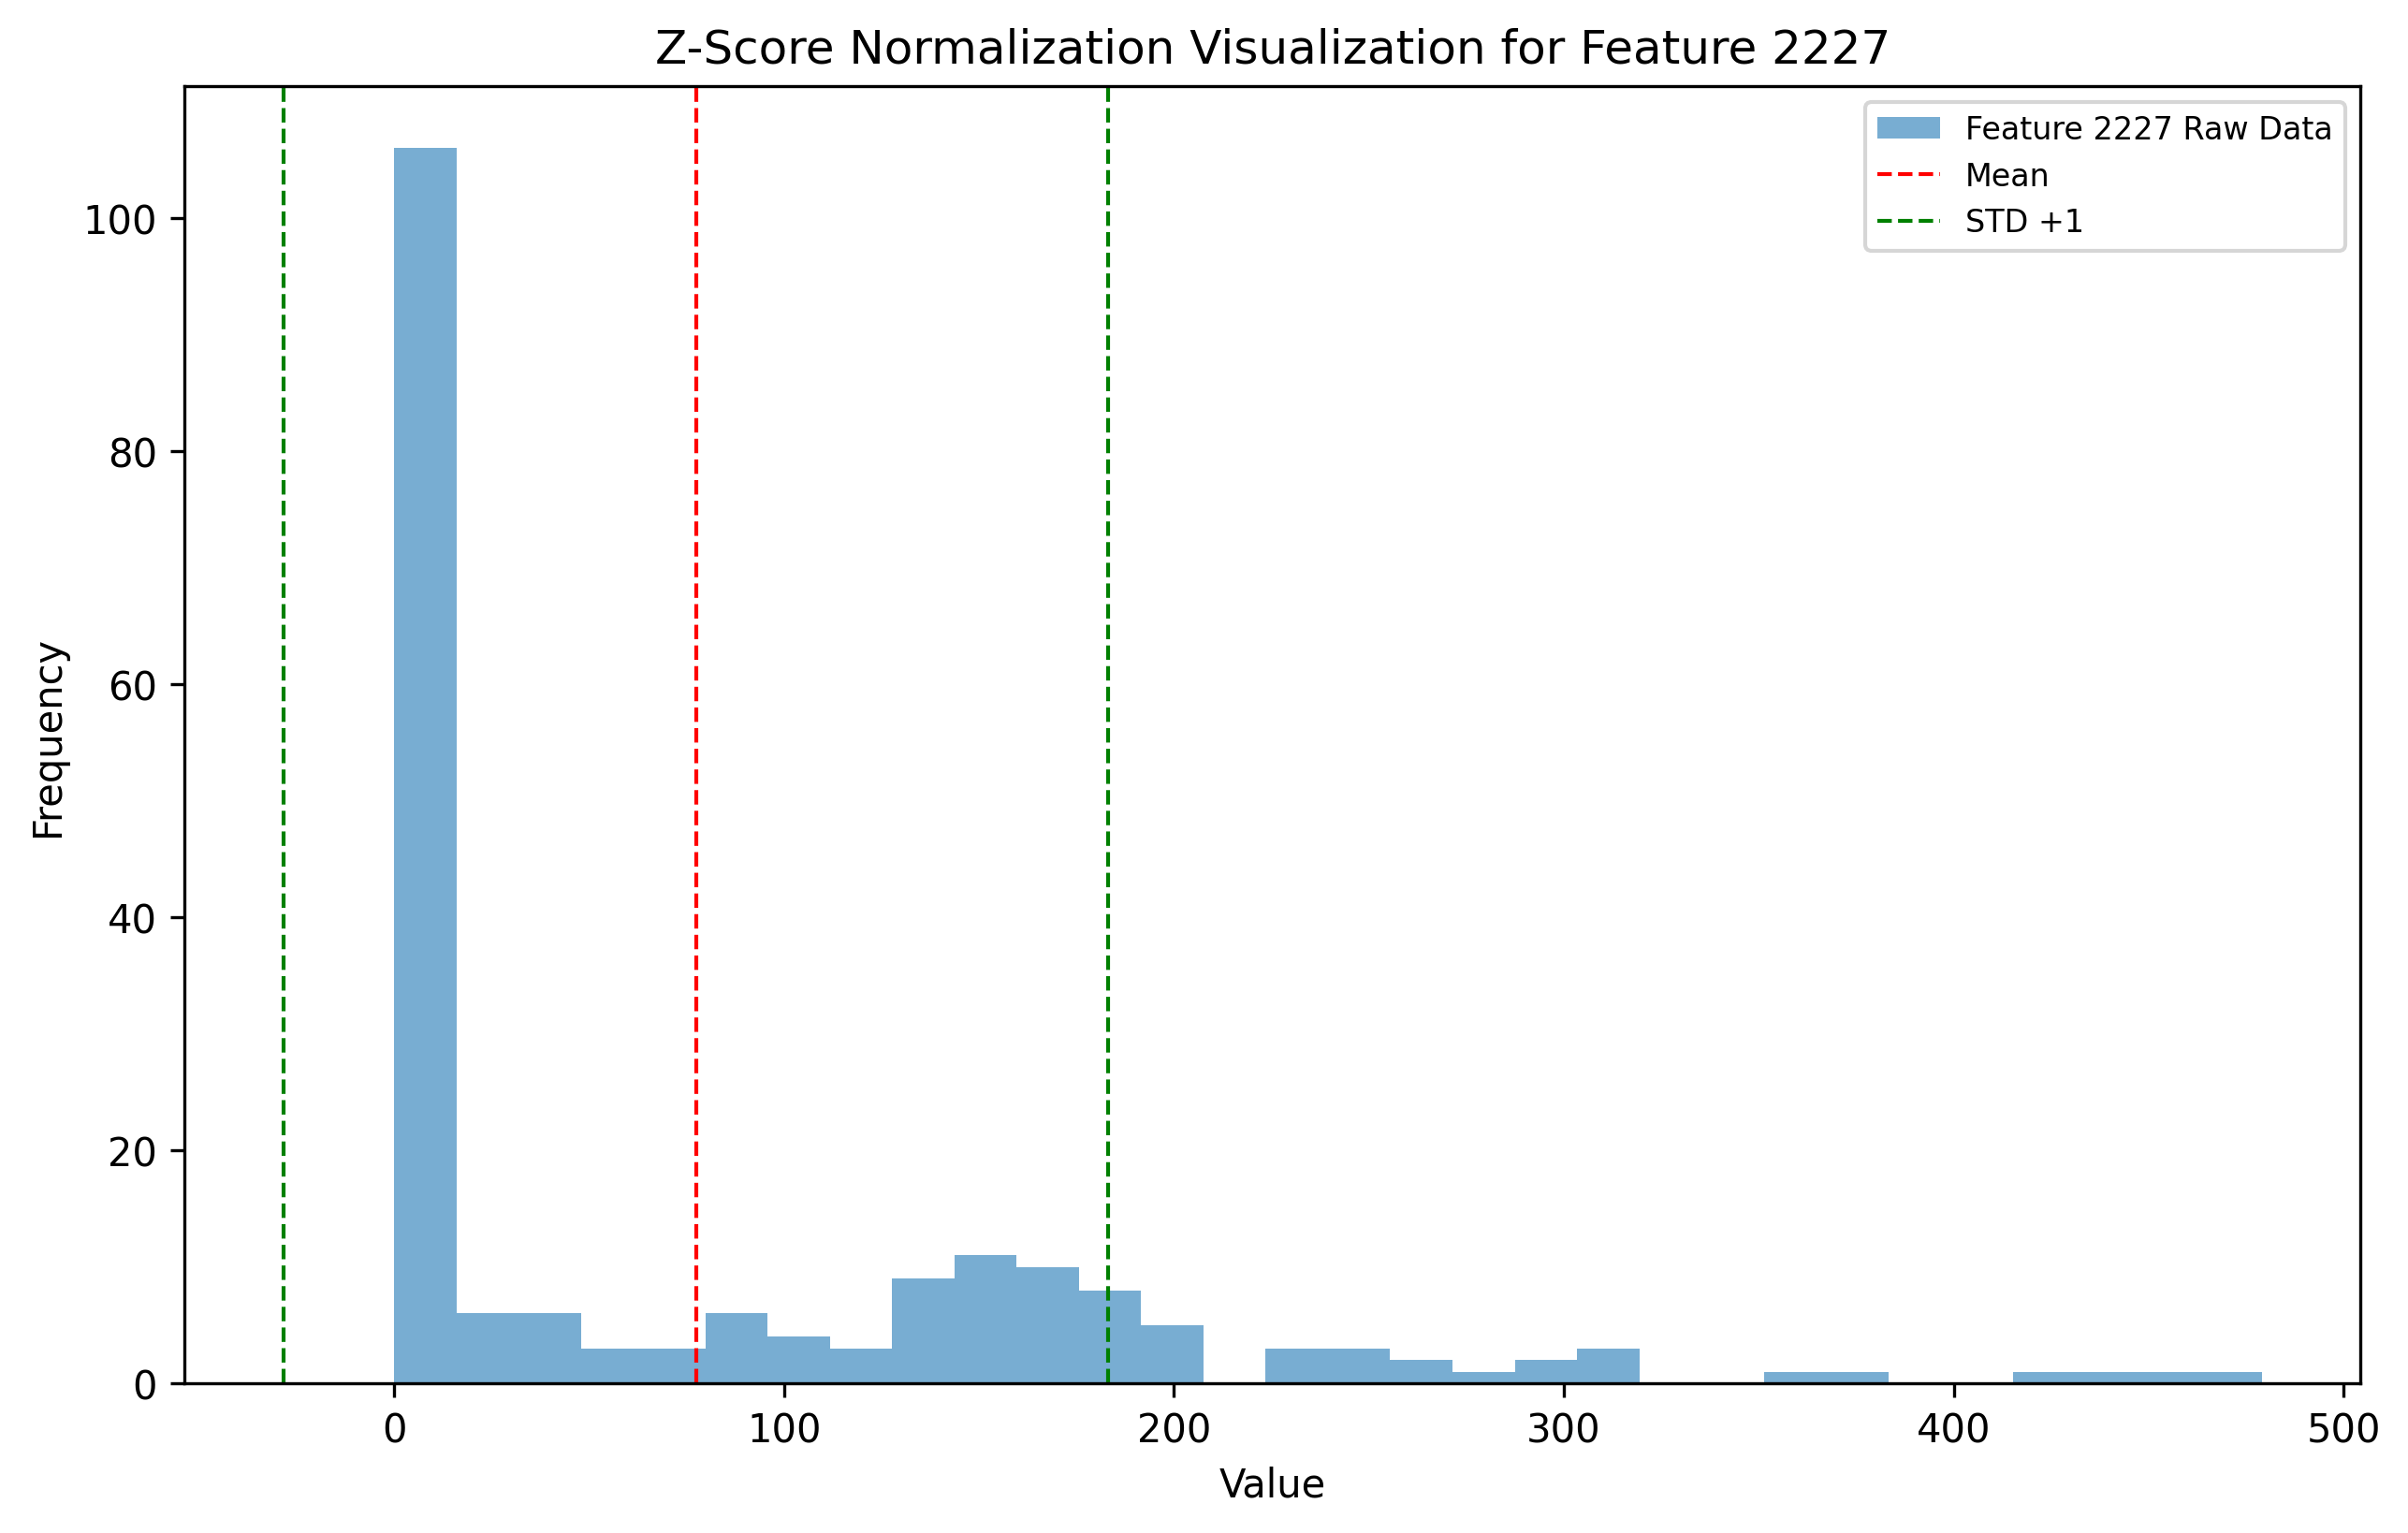 Z-Score Normalization Visualization for Feature 2227
Feature 2227 Raw Data
Mean
STD +1
100
80
60
40
20
0
Frequency
0 100 200 300 400 500
Value